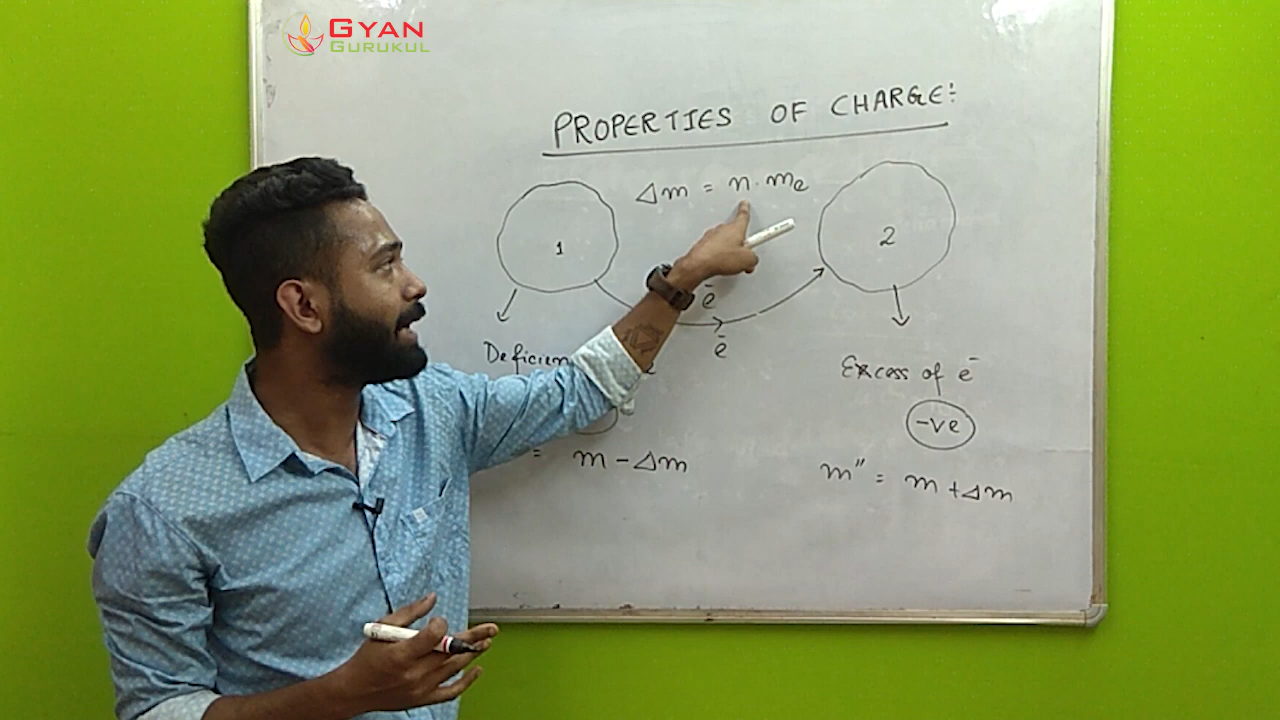 GYAN
GURUKUL
PROPERTIES OF CHARGE:
Δm = n · me
1
2
e̅
e̅
Excess of e̅
-ve
= m - Δm
m" = m + Δm